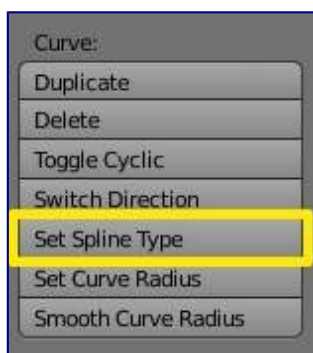 Curve:
Duplicate
Delete
Toggle Cyclic
Switch Direction
Set Spline Type
Set Curve Radius
Smooth Curve Radius